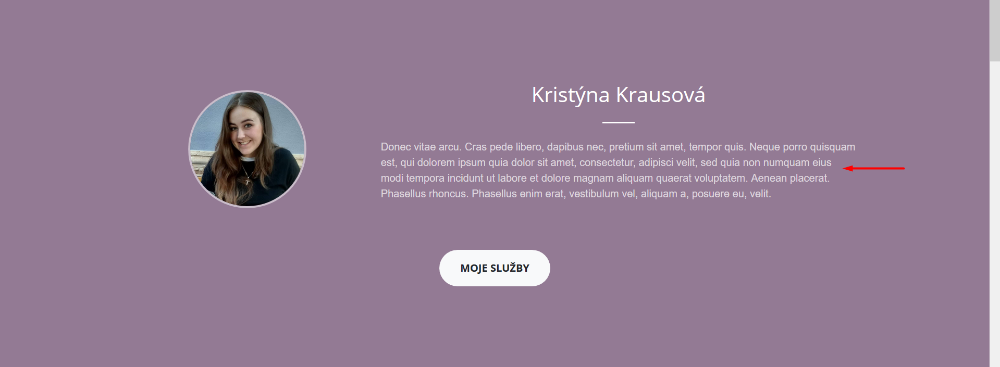 Kristýna Krausová
Donec vitae arcu. Cras pede libero, dapibus nec, pretium sit amet, tempor quis. Neque porro quisquam
est, qui dolorem ipsum quia dolor sit amet, consectetur, adipisci velit, sed quia non numquam eius
modi tempora incidunt ut labore et dolore magnam aliquam quaerat voluptatem. Aenean placerat.
Phasellus rhoncus. Phasellus enim erat, vestibulum vel, aliquam a, posuere eu, velit.
MOJE SLUŽBY